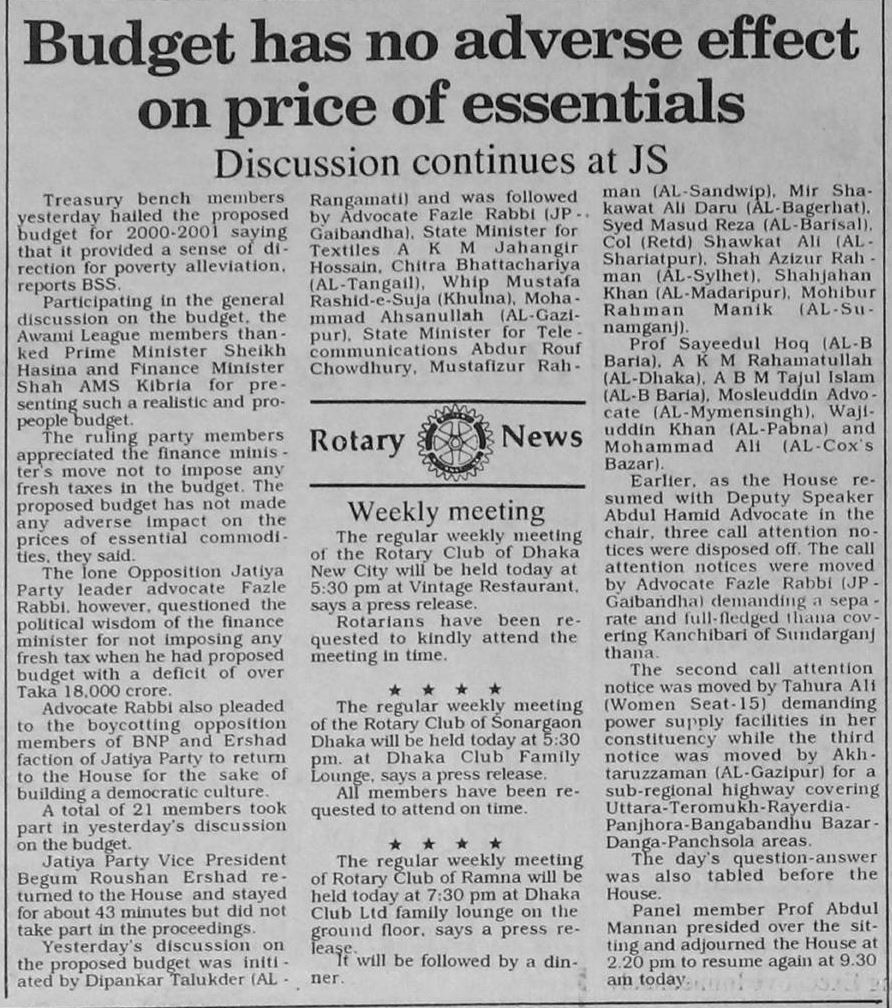 Budget has no adverse effect
on price of essentials
Discussion continues at JS
Treasury bench members
yesterday hailed the proposed
budget for 2000-2001 saying
that it provided a sense of di-
rection for poverty alleviation,
reports BSS.
Participating in the general
discussion on the budget, the
Awami League members than-
ked Prime Minister Sheikh
Hasina and Finance Minister
Shah AMS Kibria for pre-
senting such a realistic and pro-
people budget.
The ruling party members
appreciated the finance minis-
ter's move not to impose any
fresh taxes in the budget. The
proposed budget has not made
any adverse impact on the
prices of essential commodi-
ties, they said.
The lone Opposition Jatiya
Party leader advocate Fazle
Rabbi, however, questioned the
political wisdom of the finance
minister for not imposing any
fresh tax when he had proposed
budget with a deficit of over
Taka 18,000 crore.
Advocate Rabbi also pleaded
to the boycotting opposition
members of BNP and Ershad
faction of Jatiya Party to return
to the House for the sake of
building a democratic culture.
A total of 21 members took
part in yesterday's discussion
on the budget.
Jatiya Party Vice President
Begum Roushan Ershad re-
turned to the House and stayed
for about 43 minutes but did not
take part in the proceedings.
Yesterday's discussion on
the proposed budget was initi-
ated by Dipankar Talukder (AL-
Rangamati) and was followed
by Advocate Fazle Rabbi (JP-
Gaibandha), State Minister for
Textiles A K M Jahangir
Hossain, Chitra Bhattachariya
(AL-Tangail), Whip Mustafa
Rashid-e-Suja (Khulna), Moha-
mmad Ahsanullah (AL-Gazi-
pur), State Minister for Tele-
communications Abdur Rouf
Chowdhury, Mustafizur Rah-
man (AL-Sandwip), Mir Sha-
kawat Ali Daru (AL-Bagerhat),
Syed Masud Reza (AL-Barisal),
Col (Retd) Shawkat Ali (AL-
Shariatpur), Shah Azizur Rah-
man (AL-Sylhet), Shahjahan
Khan (AL-Madaripur), Mohibur
Rahman Manik (AL-Su-
namganj).
Prof Sayeedul Hoq (AL-B
Baria), A K M Rahamatullah
(AL-Dhaka), A B M Tajul Islam
(AL-B Baria), Mosleuddin Advo-
cate (AL-Mymensingh), Waji-
uddin Khan (AL-Pabna) and
Mohammad Ali (AL-Cox's
Bazar).
Earlier, as the House re-
sumed with Deputy Speaker
Abdul Hamid Advocate in the
chair, three call attention no-
tices were disposed off. The call
attention notices were moved
by Advocate Fazle Rabbi (JP-
Gaibandha) demanding a sepa-
rate and full-fledged thana cov-
ering Kanchibari of Sundarganj
thana.
The second call attention
notice was moved by Tahura Ali
(Women Seat-15) demanding
power supply facilities in her
constituency while the third
notice was moved by Akh-
taruzzaman (AL-Gazipur) for a
sub-regional highway covering
Uttara-Teromukh-Rayerdia-
Panjhora-Bangabandhu Bazar-
Danga-Panchsola areas.
The day's question-answer
was also tabled before the
House.
Panel member Prof Abdul
Mannan presided over the sit-
ting and adjourned the House at
2.20 pm to resume again at 9.30
am today.
Rotary News
Weekly meeting
The regular weekly meeting
of the Rotary Club of Dhaka
New City will be held today at
5:30 pm at Vintage Restaurant,
says a press release.
Rotarians have been re-
quested to kindly attend the
meeting in time.
★ ★ ★ ★
The regular weekly meeting
of the Rotary Club of Sonargaon
Dhaka will be held today at 5:30
pm. at Dhaka Club Family
Lounge, says a press release.
All members have been re-
quested to attend on time.
★ ★ ★ ★
The regular weekly meeting
of Rotary Club of Ramna will be
held today at 7:30 pm at Dhaka
Club Ltd family lounge on the
ground floor, says a press re-
lease.
It will be followed by a din-
ner.